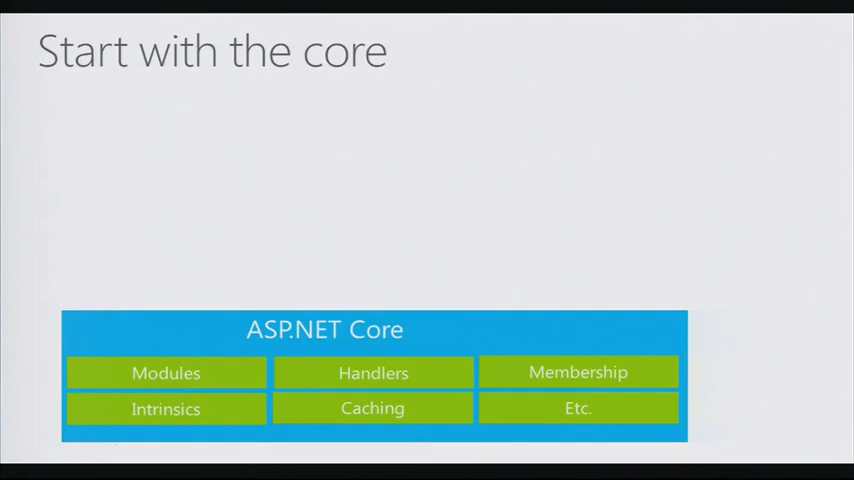 Start with the core
ASP.NET Core
Modules
Handlers
Membership
Intrinsics
Caching
Etc.